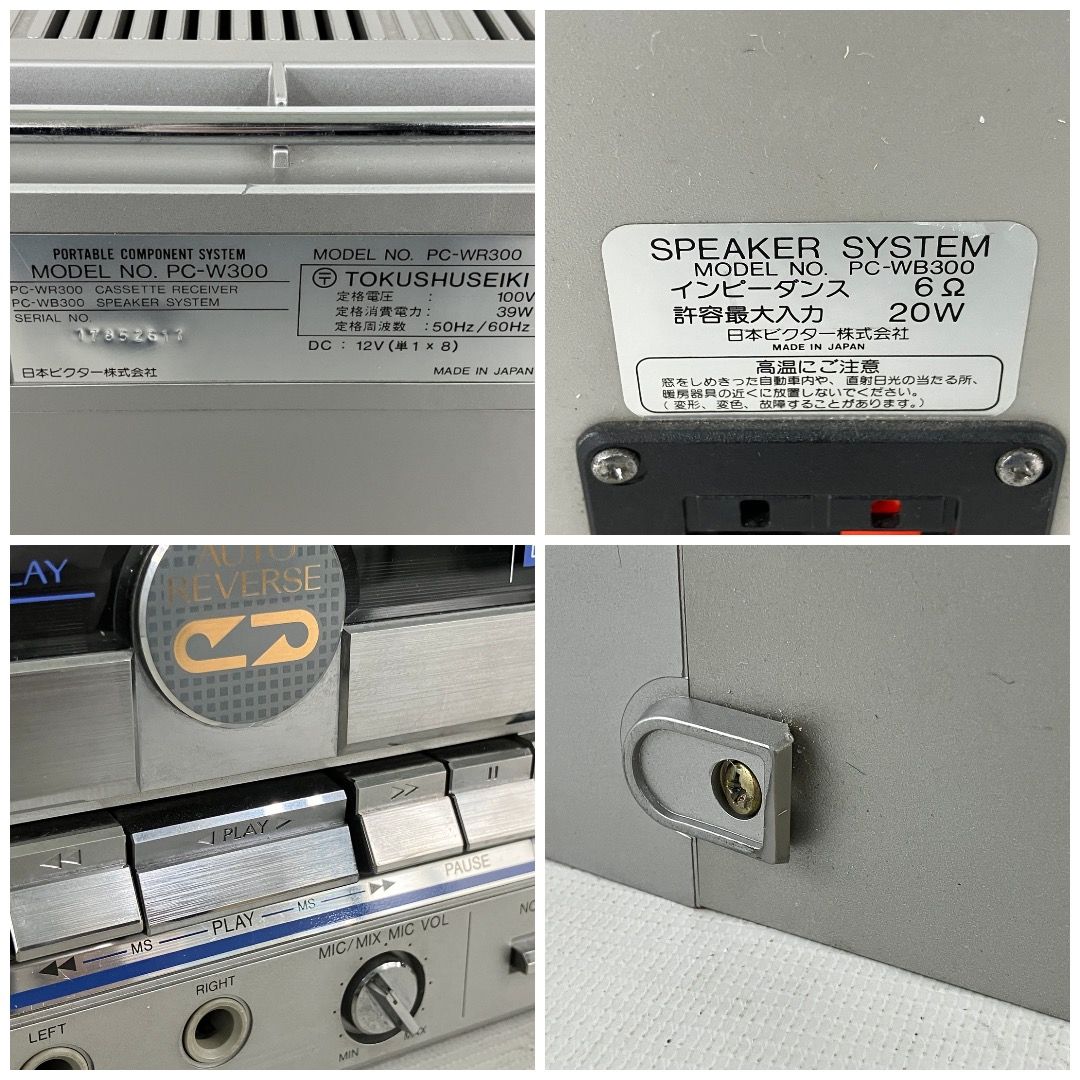 PORTABLE COMPONENT SYSTEM
MODEL NO. PC-W300
PC-WR300 CASSETTE RECEIVER
PC-WB300 SPEAKER SYSTEM
SERIAL NO.
17852617
日本ビクター株式会社
MODEL NO. PC-WR300
〒 TOKUSHUSEIKI
定格電圧 : 100V
定格消費電力: 39W
定格周波数 :50Hz/60Hz
DC : 12V(単1×8)
MADE IN JAPAN
SPEAKER SYSTEM
MODEL NO. PC-WB300
インピーダンス 6Ω
許容最大入力 20W
日本ビクター株式会社
MADE IN JAPAN
高温にご注意
窓をしめきった自動車内や、直射日光の当たる所、
暖房器具の近くに放置しないでください。
(変形、変色、故障することがあります。)
LAY
AUTO
REVERSE
PLAY
MS PLAY MS PAUSE
MIC/MIX MIC VOL
NO
LEFT
RIGHT
MIN
MAX